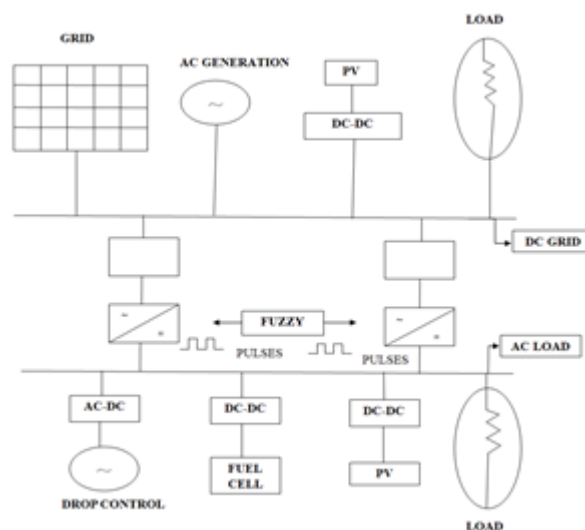 LOAD
GRID
AC GENERATION
PV
DC-DC
~
DC GRID
~
=
FUZZY
~
=
PULSES
PULSES
AC LOAD
AC-DC
DC-DC
DC-DC
~
FUEL
CELL
PV
DROP CONTROL
LOAD